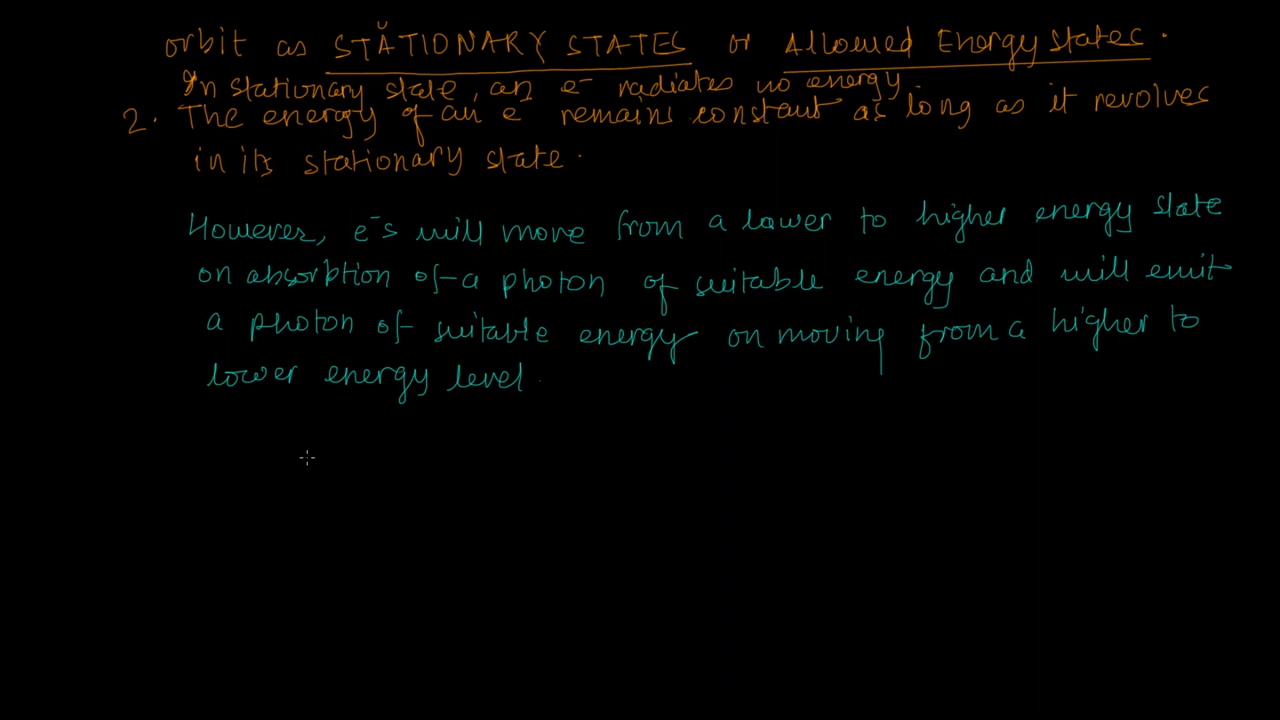 orbit as STATIONARY STATES or Allowed Energy States.
In stationary state, an e⁻ radiates no energy
2. The energy of an e⁻ remains constant as long as it revolves
in its stationary state.
However, e⁻s will move from a lower to higher energy state
on absorption of a photon of suitable energy and will emit
a photon of suitable energy on moving from a higher to
lower energy level.